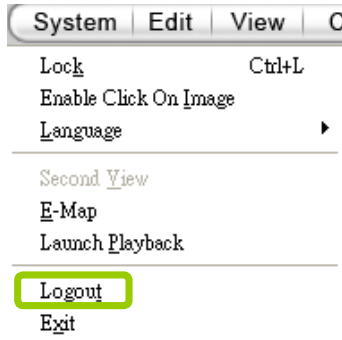 System Edit View C
Lock Ctrl+L
Enable Click On Image
Language
Second View
E-Map
Launch Playback
Logout
Exit